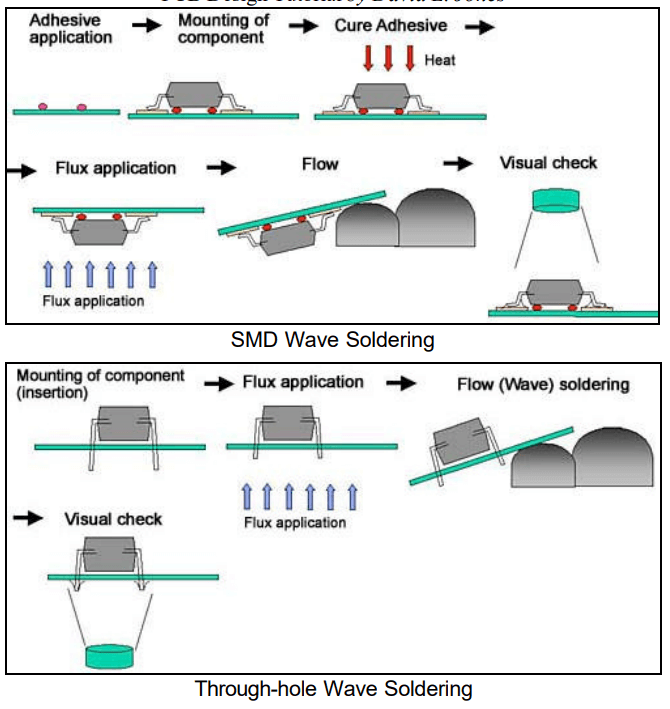 Adhesive
application
Mounting of
component
Cure Adhesive
Heat
Flux application
Flow
Visual check
Flux application
SMD Wave Soldering
Mounting of component
(insertion)
Flux application
Flow (Wave) soldering
Flux application
Visual check
Through-hole Wave Soldering